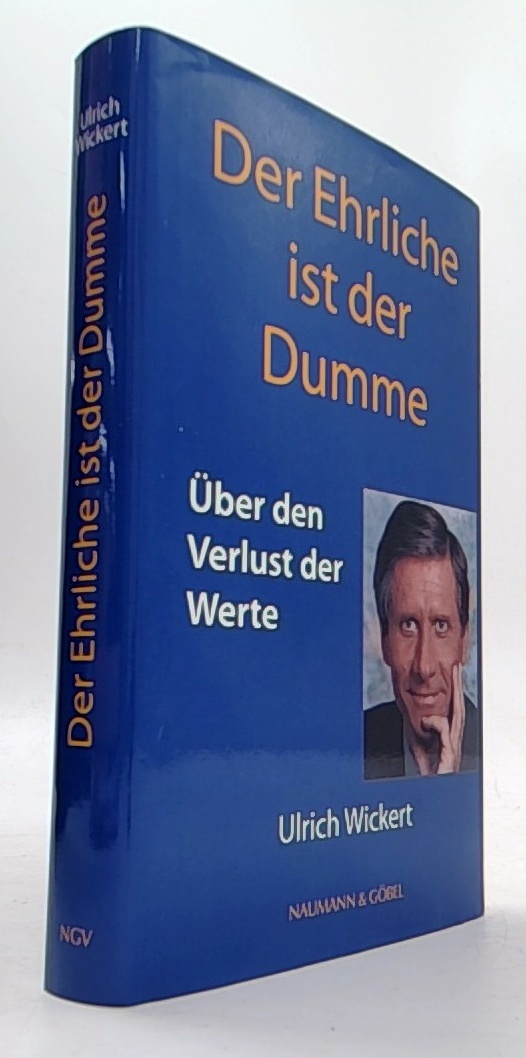 Ulrich
Wickert
Der Ehrliche ist der Dumme
NGV
Der Ehrliche
ist der
Dumme
Über den
Verlust der
Werte
Ulrich Wickert
NAUMANN & GÖBEL